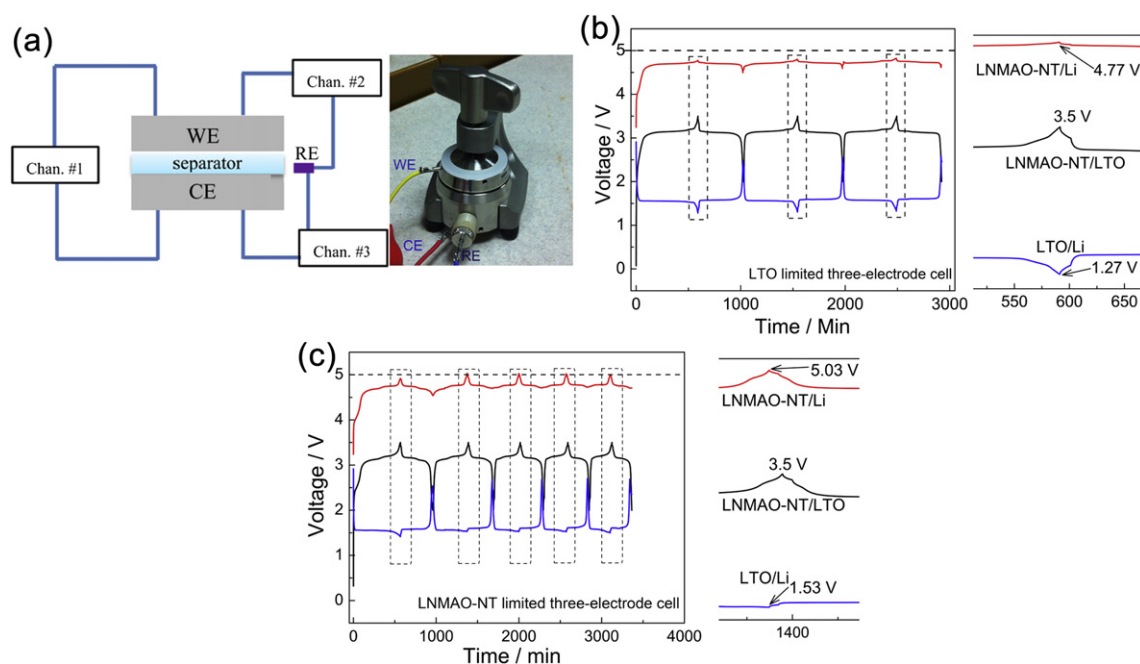 (a)
Chan. #2
WE
RE
separator
Chan. #1
CE
Chan. #3
WE
CE
RE
(b)
Voltage / V
5
4
3
2
1
0
LTO limited three-electrode cell
0 1000 2000 3000
Time / Min
LNMAO-NT/Li
4.77 V
3.5 V
LNMAO-NT/LTO
LTO/Li
1.27 V
550 600 650
(c)
Voltage / V
5
4
3
2
1
0
LNMAO-NT limited three-electrode cell
0 1000 2000 3000 4000
Time / min
5.03 V
LNMAO-NT/Li
3.5 V
LNMAO-NT/LTO
LTO/Li
1.53 V
1400